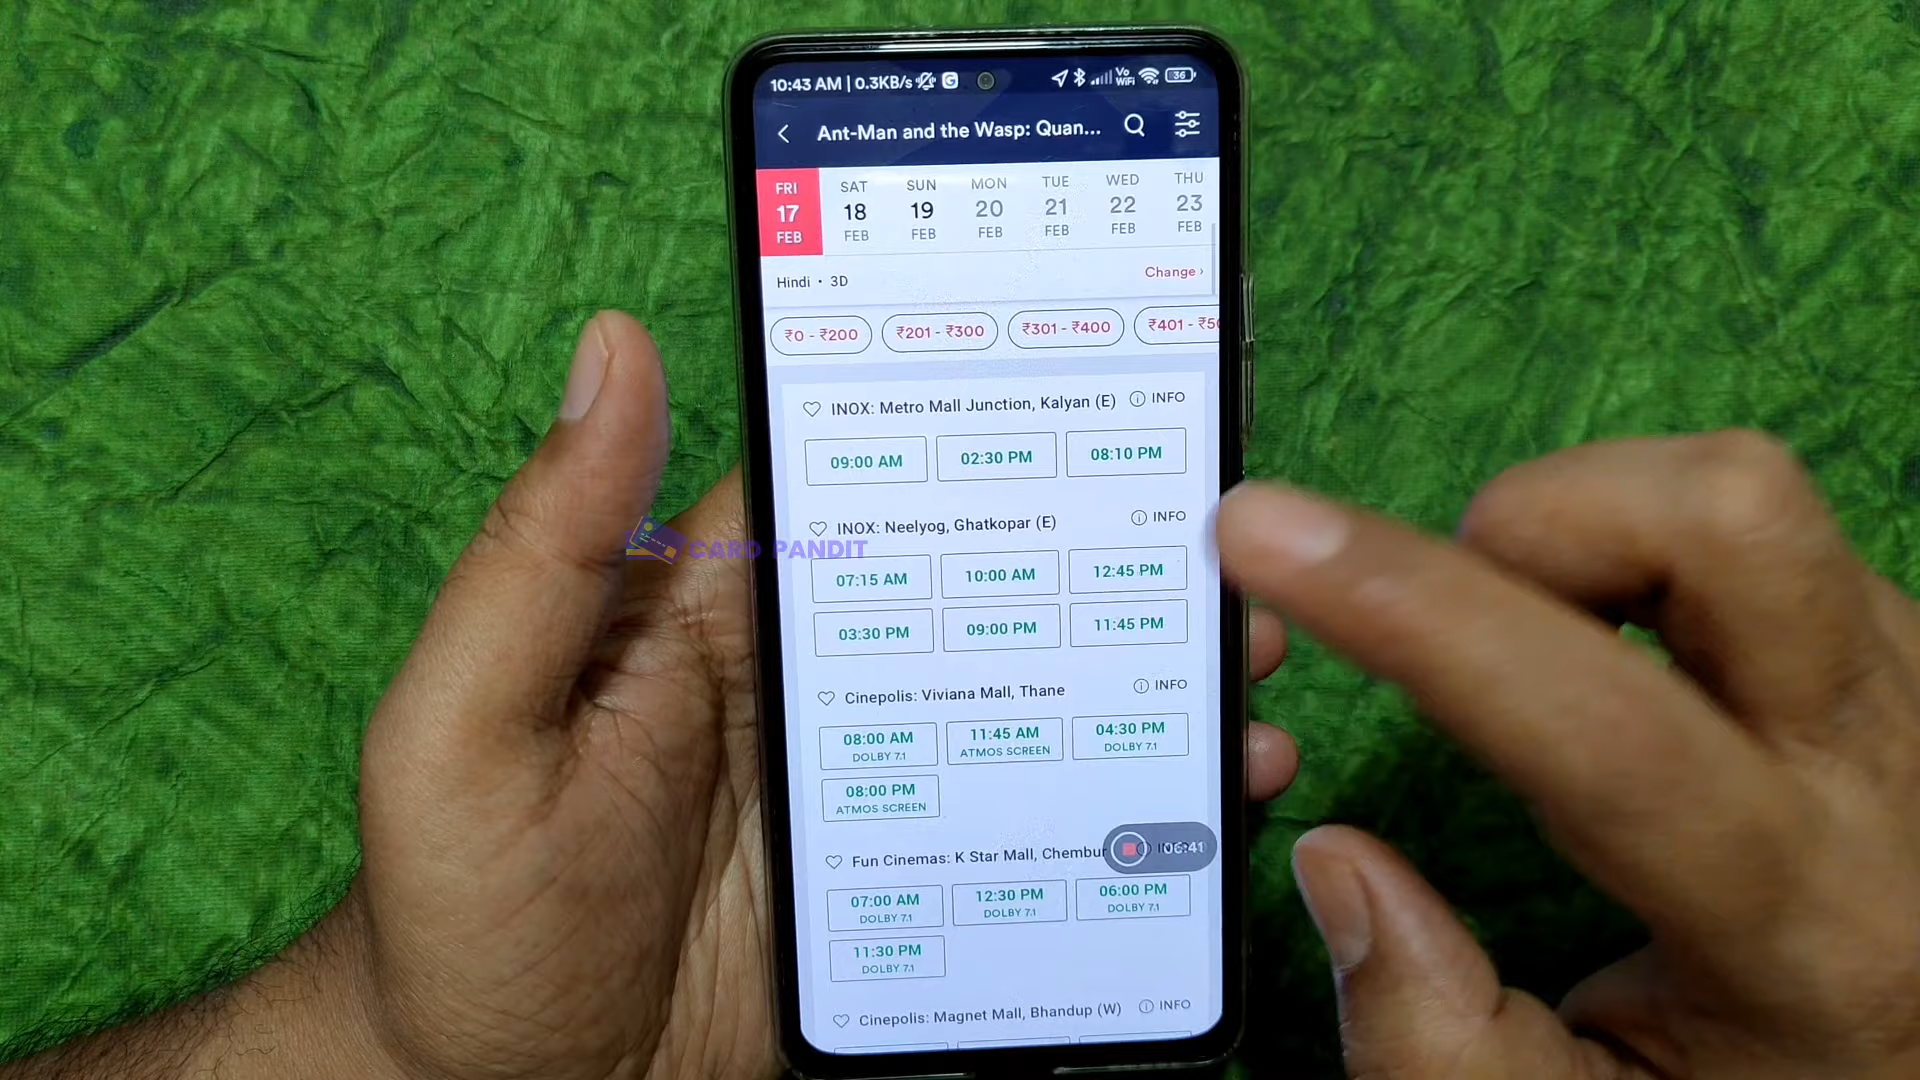 10:43 AM | 0.3KB/s G Vo WiFi 36
Ant-Man and the Wasp: Quan...
FRI SAT SUN MON TUE WED THU
17 18 19 20 21 22 23
FEB FEB FEB FEB FEB FEB FEB
Hindi • 3D Change ›
₹0 - ₹200 ₹201 - ₹300 ₹301 - ₹400 ₹401 - ₹50
INOX: Metro Mall Junction, Kalyan (E) INFO
09:00 AM 02:30 PM 08:10 PM
INOX: Neelyog, Ghatkopar (E) INFO
CARD PANDIT
07:15 AM 10:00 AM 12:45 PM
03:30 PM 09:00 PM 11:45 PM
Cinepolis: Viviana Mall, Thane INFO
08:00 AM 11:45 AM 04:30 PM
DOLBY 7.1 ATMOS SCREEN DOLBY 7.1
08:00 PM
ATMOS SCREEN
Fun Cinemas: K Star Mall, Chembur 06:41
07:00 AM 12:30 PM 06:00 PM
DOLBY 7.1 DOLBY 7.1 DOLBY 7.1
11:30 PM
DOLBY 7.1
Cinepolis: Magnet Mall, Bhandup (W) INFO